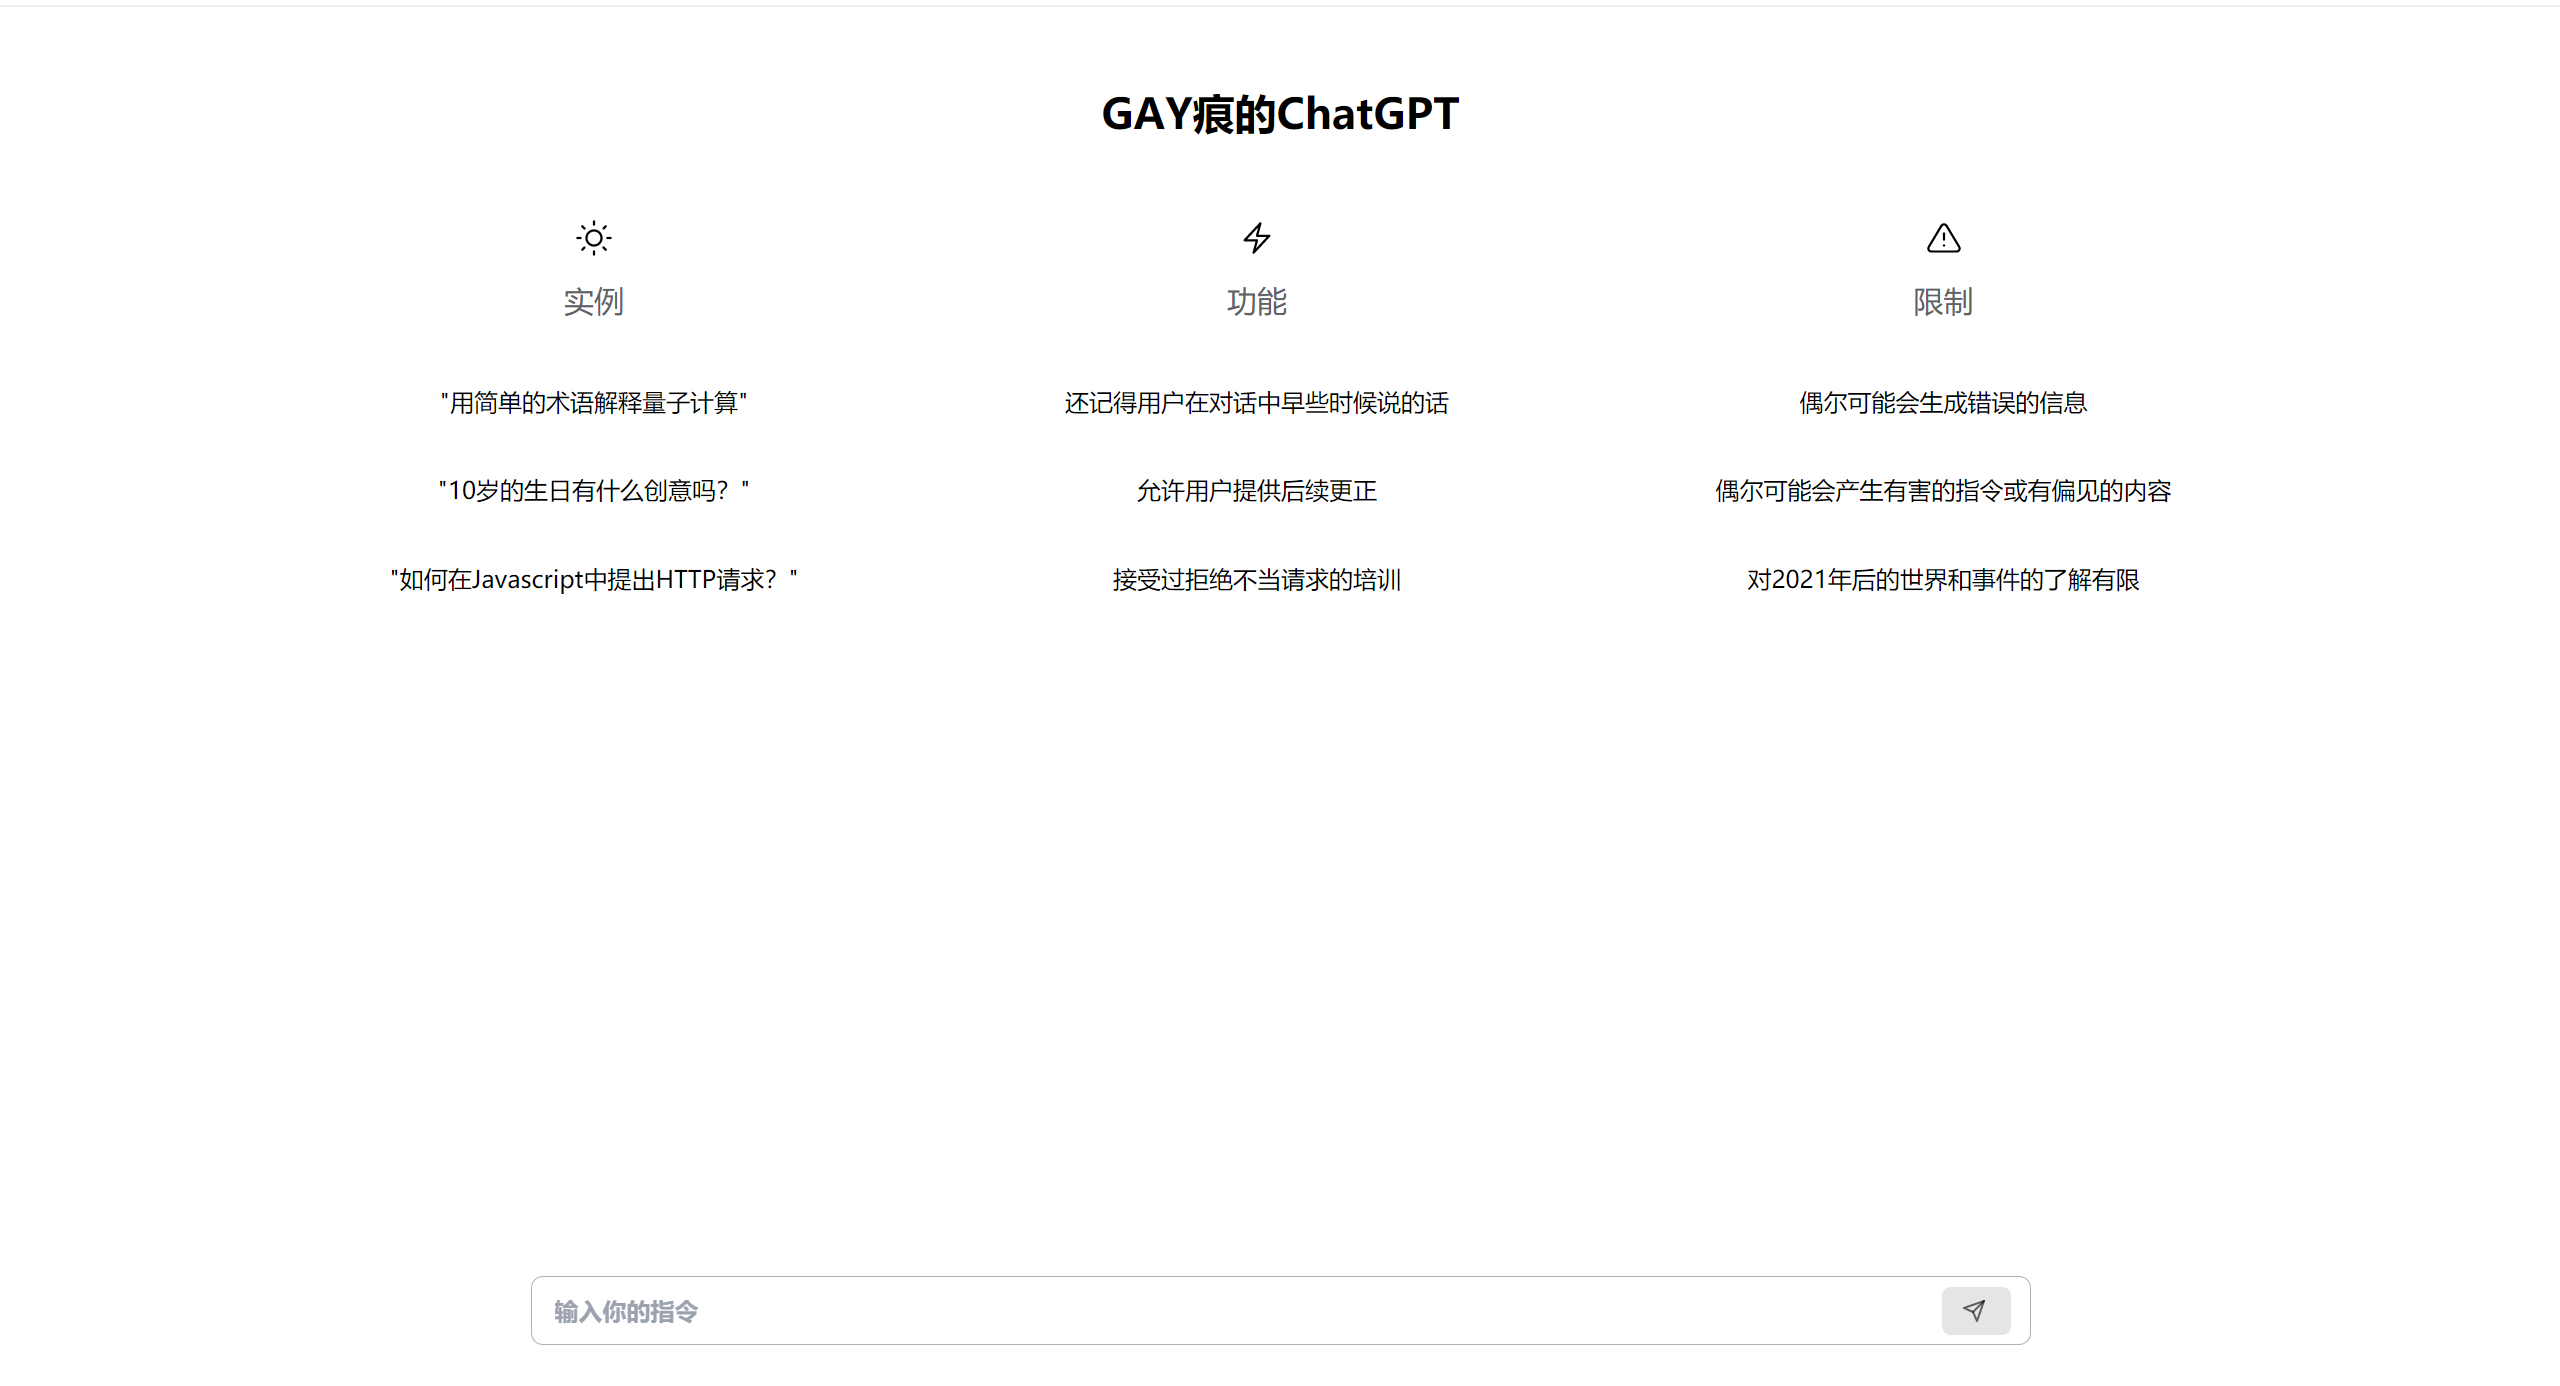 GAY痕的ChatGPT
实例
"用简单的术语解释量子计算"
"10岁的生日有什么创意吗？"
"如何在Javascript中提出HTTP请求？"
功能
还记得用户在对话中早些时候说的话
允许用户提供后续更正
接受过拒绝不当请求的培训
限制
偶尔可能会生成错误的信息
偶尔可能会产生有害的指令或有偏见的内容
对2021年后的世界和事件的了解有限
输入你的指令